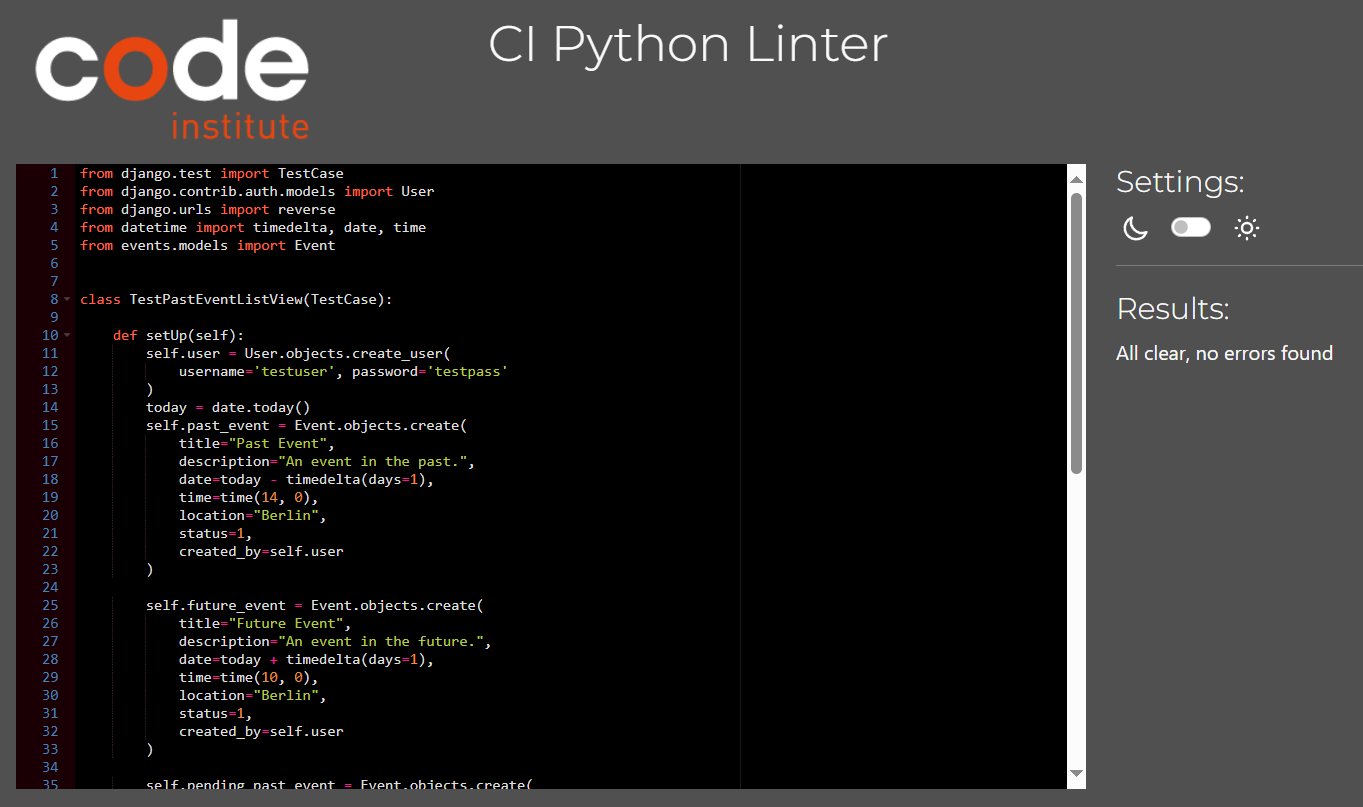 code
institute
CI Python Linter
1 from django.test import TestCase
2 from django.contrib.auth.models import User
3 from django.urls import reverse
4 from datetime import timedelta, date, time
5 from events.models import Event
6
7
8 class TestPastEventListView(TestCase):
9
10     def setUp(self):
11         self.user = User.objects.create_user(
12             username='testuser', password='testpass'
13         )
14         today = date.today()
15         self.past_event = Event.objects.create(
16             title="Past Event",
17             description="An event in the past.",
18             date=today - timedelta(days=1),
19             time=time(14, 0),
20             location="Berlin",
21             status=1,
22             created_by=self.user
23         )
24
25         self.future_event = Event.objects.create(
26             title="Future Event",
27             description="An event in the future.",
28             date=today + timedelta(days=1),
29             time=time(10, 0),
30             location="Berlin",
31             status=1,
32             created_by=self.user
33         )
34
35         self.pending_past_event = Event.objects.create(
Settings:
Results:
All clear, no errors found